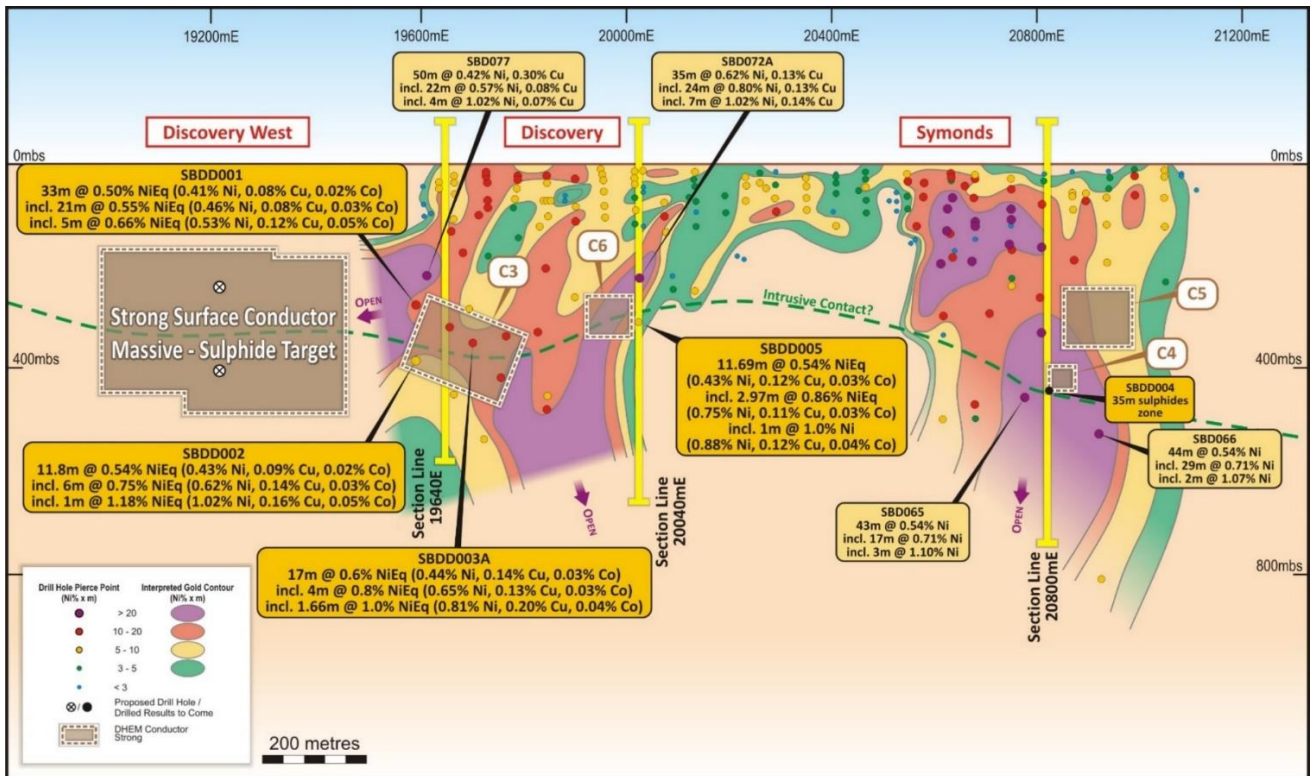 19200mE
19600mE
20000mE
20400mE
20800mE
21200mE
SBD077
50m @ 0.42% Ni, 0.30% Cu
incl. 22m @ 0.57% Ni, 0.08% Cu
incl. 4m @ 1.02% Ni, 0.07% Cu
SBD072A
35m @ 0.62% Ni, 0.13% Cu
incl. 24m @ 0.80% Ni, 0.13% Cu
incl. 7m @ 1.02% Ni, 0.14% Cu
Discovery West
Discovery
Symonds
0mbs
0mbs
SBDD001
33m @ 0.50% NiEq (0.41% Ni, 0.08% Cu, 0.02% Co)
incl. 21m @ 0.55% NiEq (0.46% Ni, 0.08% Cu, 0.03% Co)
incl. 5m @ 0.66% NiEq (0.53% Ni, 0.12% Cu, 0.05% Co)
C3
C6
OPEN
Strong Surface Conductor
Massive - Sulphide Target
Intrusive Contact?
C5
C4
400mbs
400mbs
SBDD005
11.69m @ 0.54% NiEq
(0.43% Ni, 0.12% Cu, 0.03% Co)
incl. 2.97m @ 0.86% NiEq
(0.75% Ni, 0.11% Cu, 0.03% Co)
incl. 1m @ 1.0% Ni
(0.88% Ni, 0.12% Cu, 0.04% Co)
SBDD004
35m sulphides
zone
SBDD002
11.8m @ 0.54% NiEq (0.43% Ni, 0.09% Cu, 0.02% Co)
incl. 6m @ 0.75% NiEq (0.62% Ni, 0.14% Cu, 0.03% Co)
incl. 1m @ 1.18% NiEq (1.02% Ni, 0.16% Cu, 0.05% Co)
SBD066
44m @ 0.54% Ni
incl. 29m @ 0.71% Ni
incl. 2m @ 1.07% Ni
Section Line
19640E
OPEN
Section Line
20040mE
SBD065
43m @ 0.54% Ni
incl. 17m @ 0.71% Ni
incl. 3m @ 1.10% Ni
OPEN
Section Line
20800mE
SBDD003A
17m @ 0.6% NiEq (0.44% Ni, 0.14% Cu, 0.03% Co)
incl. 4m @ 0.8% NiEq (0.65% Ni, 0.13% Cu, 0.03% Co)
incl. 1.66m @ 1.0% NiEq (0.81% Ni, 0.20% Cu, 0.04% Co)
800mbs
Drill Hole Pierce Point
(Ni% x m)
Interpreted Gold Contour
(Ni% x m)
> 20
10 - 20
5 - 10
3 - 5
< 3
/
Proposed Drill Hole /
Drilled Results to Come
DHEM Conductor
Strong
200 metres